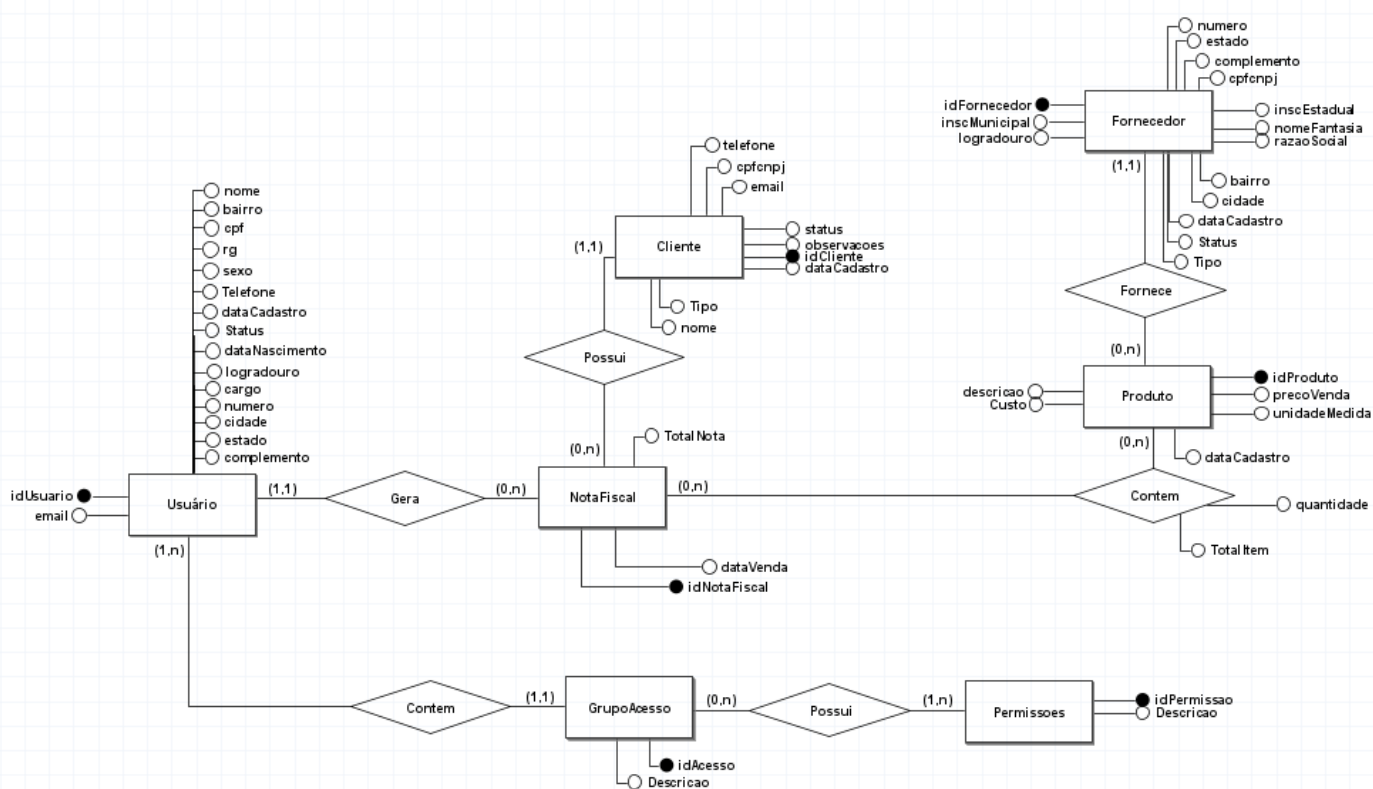 numero
estado
complemento
cpfcnpj
idFornecedor
inscMunicipal
logradouro
Fornecedor
inscEstadual
nomeFantasia
razaoSocial
(1,1)
bairro
cidade
dataCadastro
Status
Tipo
Fornece
(0,n)
telefone
cpfcnpj
email
Cliente
(1,1)
status
observacoes
idCliente
dataCadastro
Tipo
nome
Possui
(0,n)
nome
bairro
cpf
rg
sexo
Telefone
dataCadastro
Status
dataNascimento
logradouro
cargo
numero
cidade
estado
complemento
idUsuario
email
Usuário
(1,1)
Gera
(0,n)
NotaFiscal
TotalNota
(0,n)
dataVenda
idNotaFiscal
descricao
Custo
Produto
idProduto
precoVenda
unidadeMedida
(0,n)
dataCadastro
Contem
quantidade
TotalItem
(1,n)
Contem
(1,1)
GrupoAcesso
(0,n)
Possui
(1,n)
Permissoes
idPermissao
Descricao
idAcesso
Descricao